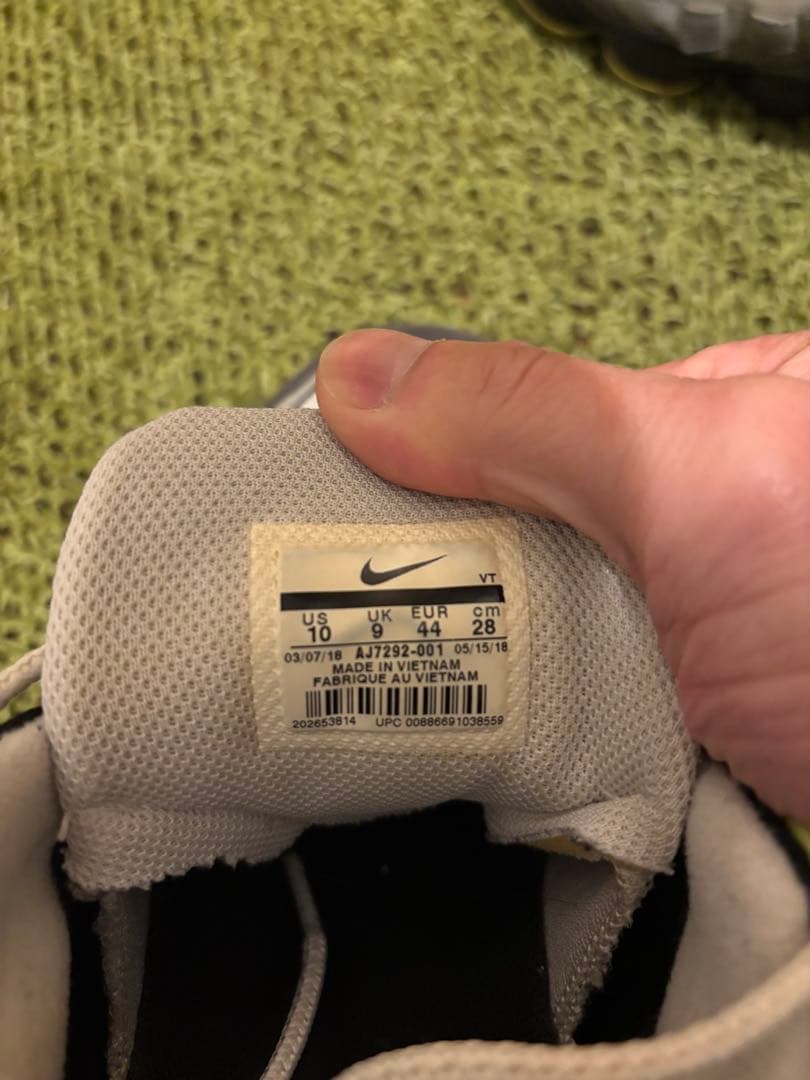 VT
US UK EUR cm
10 9 44 28
03/07/18 AJ7292-001 05/15/18
MADE IN VIETNAM
FABRIQUE AU VIETNAM
202653814 UPC 00886691038559